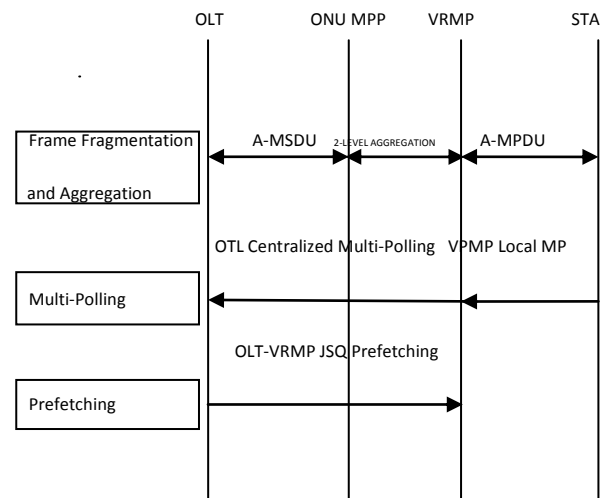 OLT ONU MPP VRMP STA
Frame Fragmentation
and Aggregation
A-MSDU 2-LEVEL AGGREGATION A-MPDU
OTL Centralized Multi-Polling VPMP Local MP
Multi-Polling
OLT-VRMP JSQ Prefetching
Prefetching